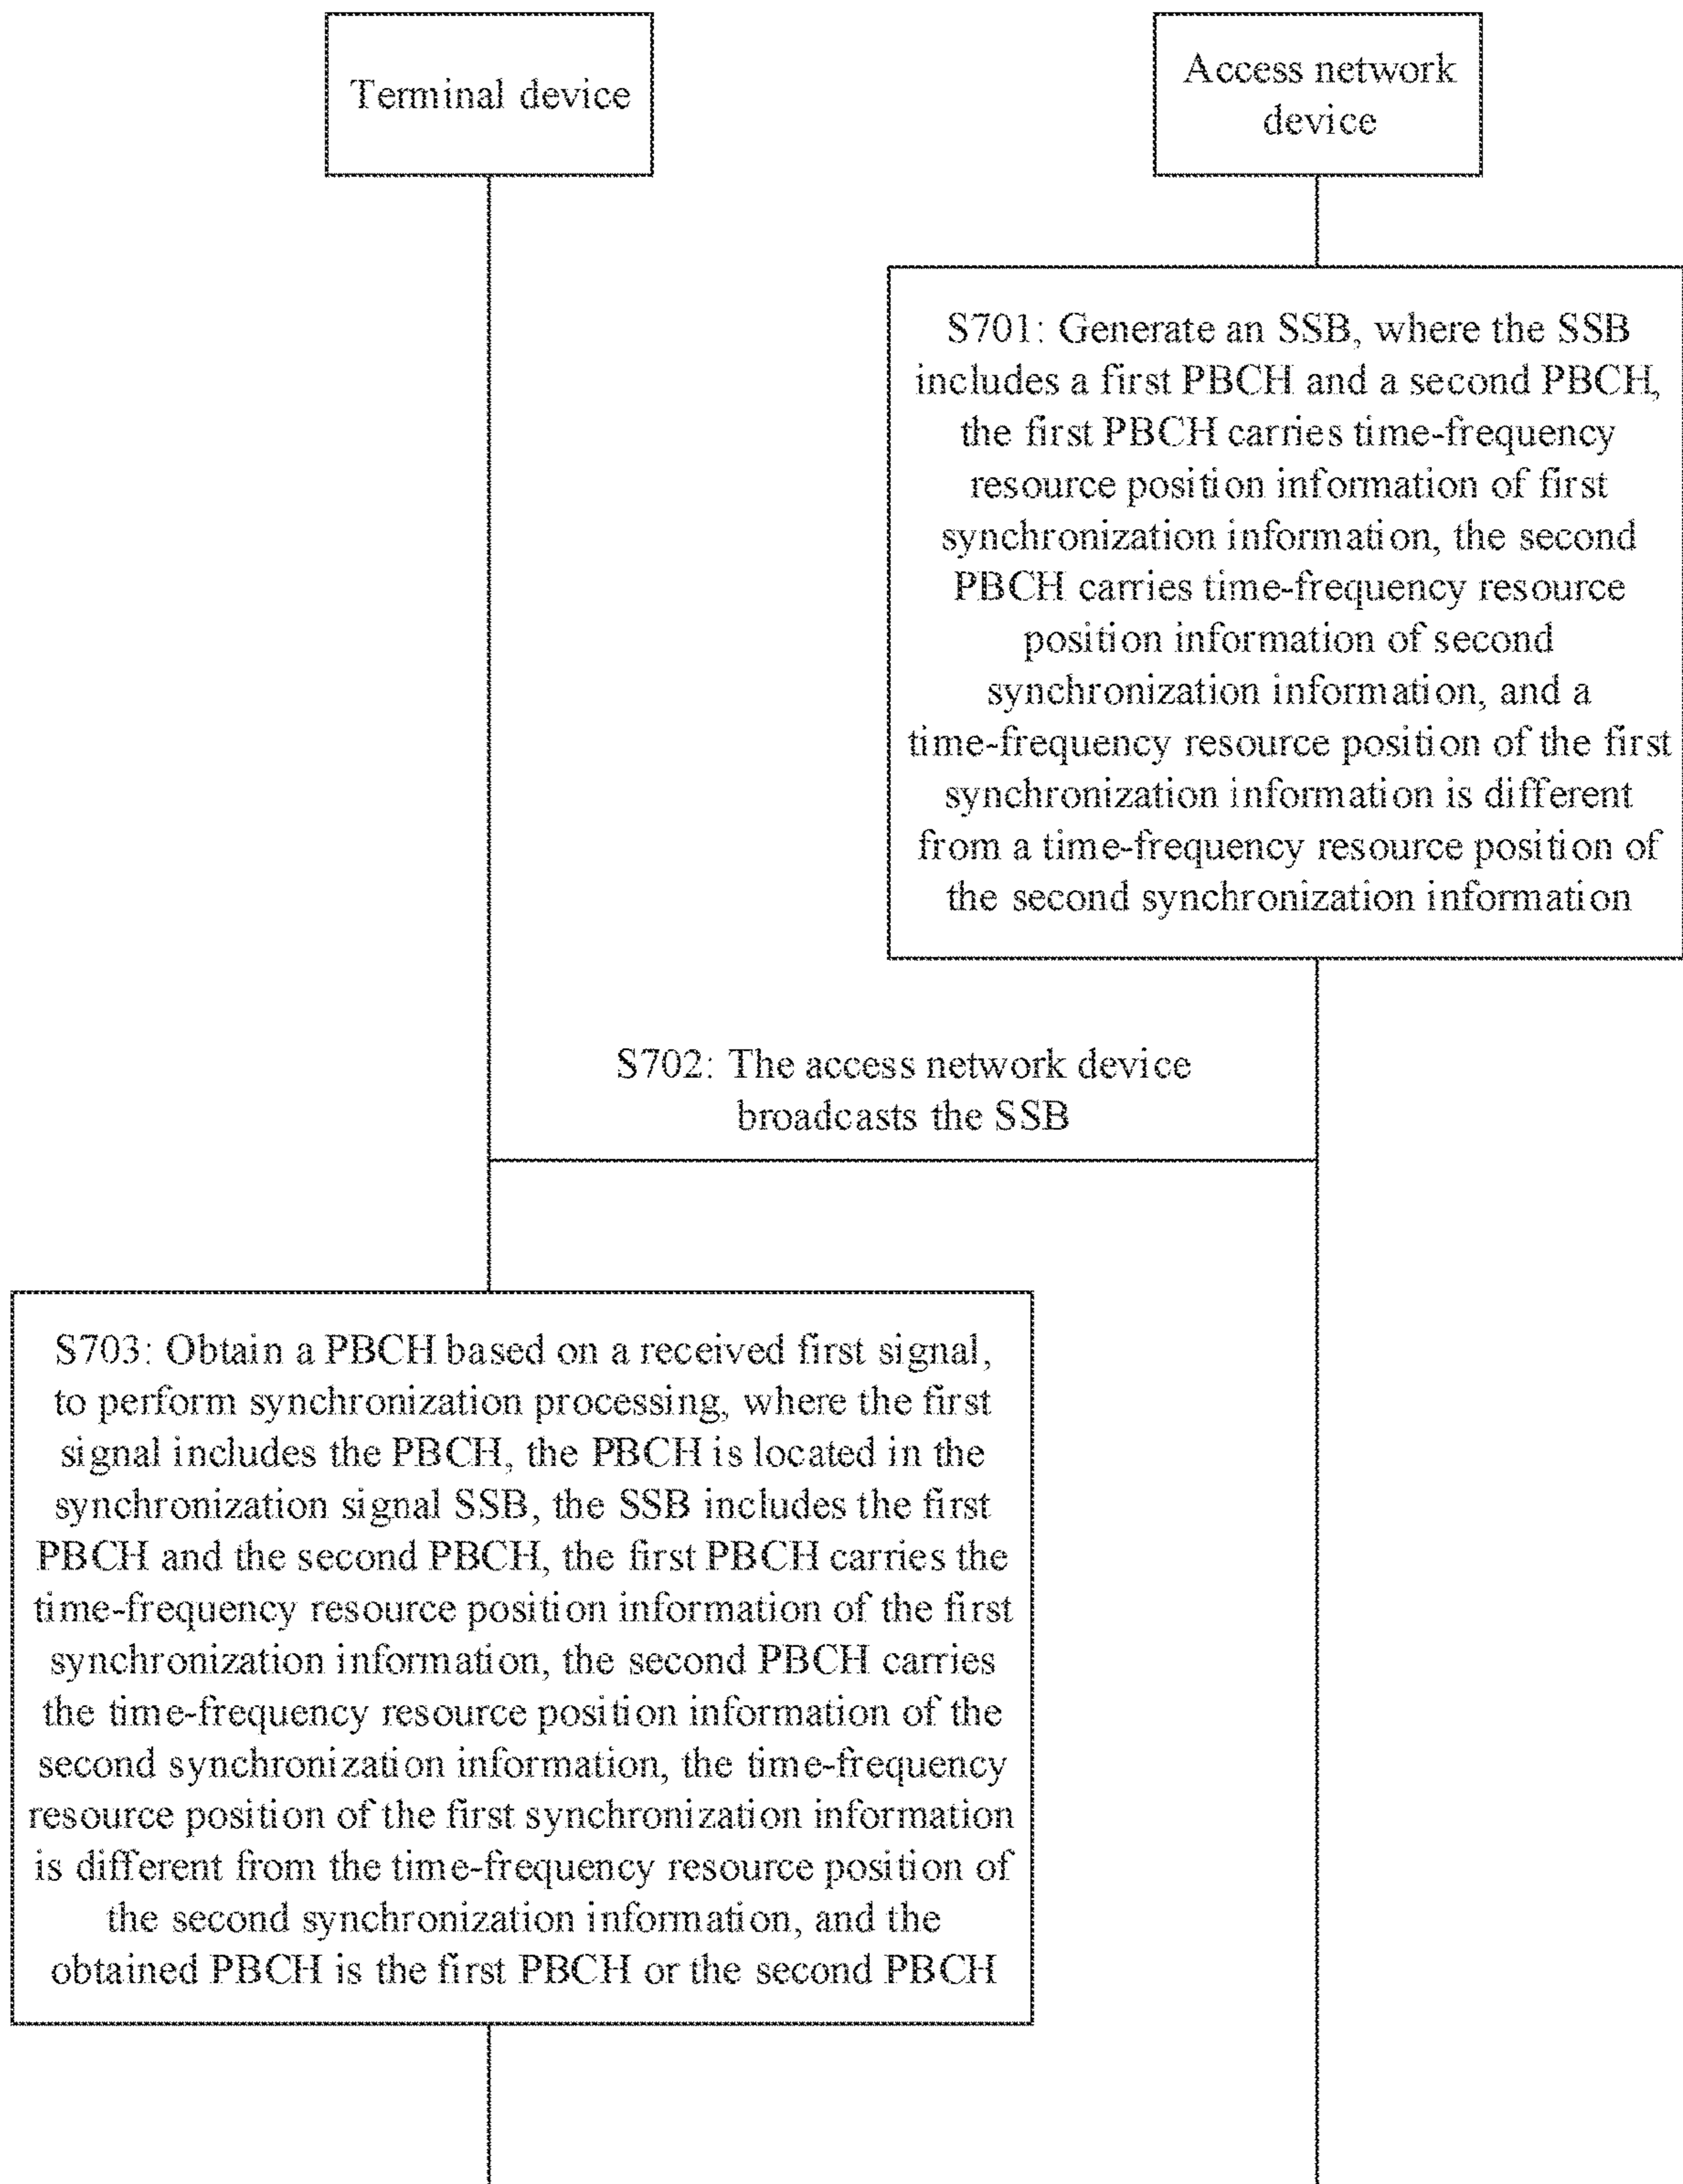 Terminal device
Access network
device
S701: Generate an SSB, where the SSB
includes a first PBCH and a second PBCH,
the first PBCH carries time-frequency
resource position information of first
synchronization information, the second
PBCH carries time-frequency resource
position information of second
synchronization information, and a
time-frequency resource position of the first
synchronization information is different
from a time-frequency resource position of
the second synchronization information
S702: The access network device
broadcasts the SSB
S703: Obtain a PBCH based on a received first signal,
to perform synchronization processing, where the first
signal includes the PBCH, the PBCH is located in the
synchronization signal SSB, the SSB includes the first
PBCH and the second PBCH, the first PBCH carries the
time-frequency resource position information of the first
synchronization information, the second PBCH carries
the time-frequency resource position information of the
second synchronization information, the time-frequency
resource position of the first synchronization information
is different from the time-frequency resource position of
the second synchronization information, and the
obtained PBCH is the first PBCH or the second PBCH